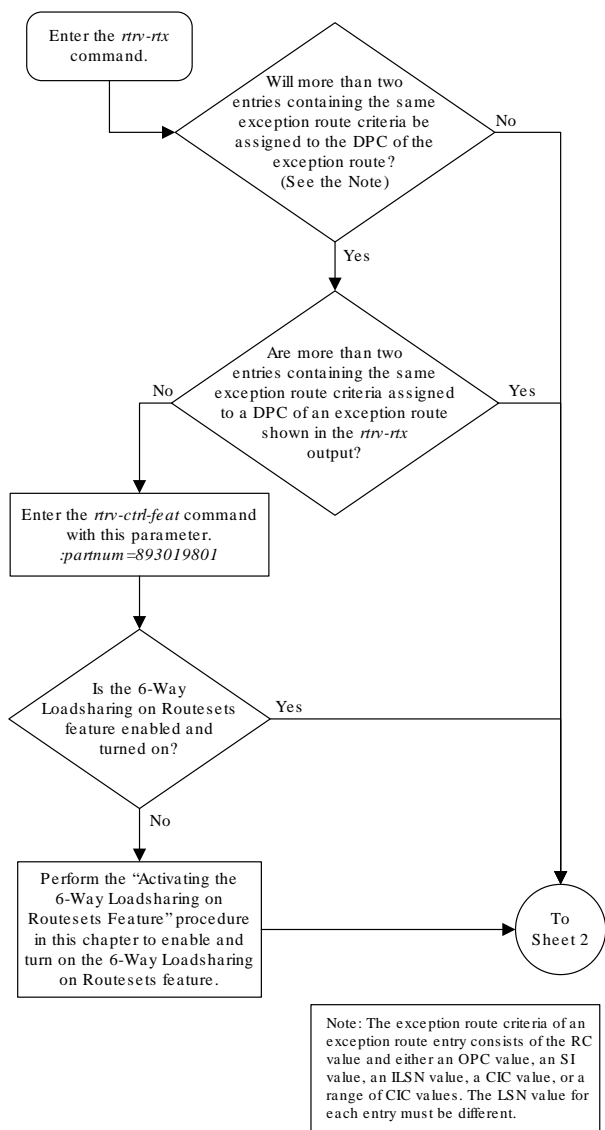 Enter the rtrv-rtx
command.
Will more than two
entries containing the same
exception route criteria be
assigned to the DPC of the
exception route?
(See the Note)
No
Yes
Are more than two
entries containing the same
exception route criteria assigned
to a DPC of an exception route
shown in the rtrv-rtx
output?
No
Yes
Enter the rtrv-ctrl-feat command
with this parameter.
:partnum=893019801
Is the 6-Way
Loadsharing on Routesets
feature enabled and
turned on?
Yes
No
Perform the “Activating the
6-Way Loadsharing on
Routesets Feature” procedure
in this chapter to enable and
turn on the 6-Way Loadsharing
on Routesets feature.
To
Sheet 2
Note: The exception route criteria of an
exception route entry consists of the RC
value and either an OPC value, an SI
value, an ILSN value, a CIC value, or a
range of CIC values. The LSN value for
each entry must be different.